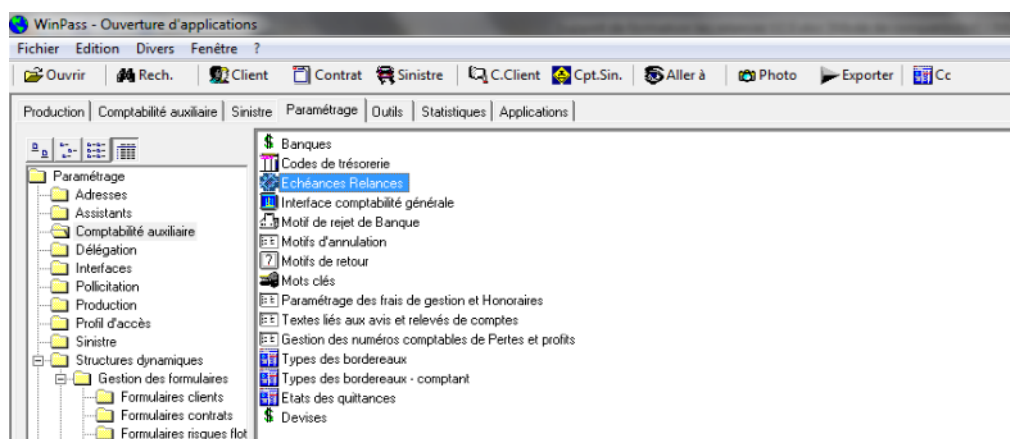 WinPass - Ouverture d'applications
Fichier Edition Divers Fenêtre ?
Ouvrir Rech. Client Contrat Sinistre C.Client Cpt.Sin. Aller à Photo Exporter Cc
Production Comptabilité auxiliaire Sinistre Paramétrage Outils Statistiques Applications
Paramétrage
Adresses
Assistants
Comptabilité auxiliaire
Délégation
Interfaces
Pollicitation
Production
Profil d'accès
Sinistre
Structures dynamiques
Gestion des formulaires
Formulaires clients
Formulaires contrats
Formulaires risques flot
Banques
Codes de trésorerie
Echéances Relances
Interface comptabilité générale
Motif de rejet de Banque
Motifs d'annulation
Motifs de retour
Mots clés
Paramétrage des frais de gestion et Honoraires
Textes liés aux avis et relevés de comptes
Gestion des numéros comptables de Pertes et profits
Types des bordereaux
Types des bordereaux - comptant
Etats des quittances
Devises